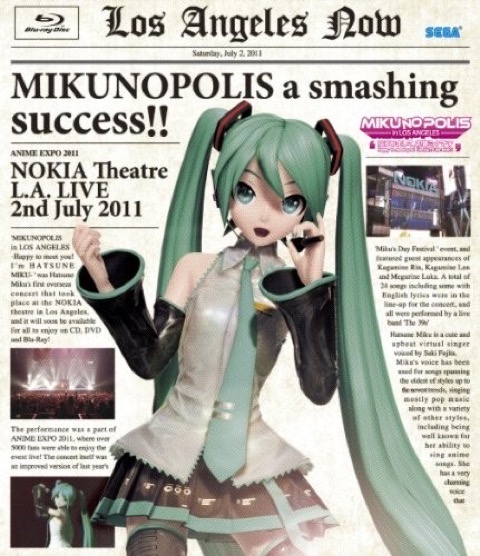 Blu-ray Disc
Los Angeles Now
SEGA
Saturday, July 2, 2011
MIKUNOPOLIS a smashing
success!!
MIKUNOPOLIS
in LOS ANGELES
ANIME EXPO 2011
NOKIA Theatre
L.A. LIVE
2nd July 2011
NOKIA
'MIKUNOPOLIS
in LOS ANGELES
-Happy to meet you!
I'm HATSUNE
MIKU- ' was Hatsune
Miku's first overseas
concert that took
place at the NOKIA
theatre in Los Angeles,
and it will soon be available
for all to enjoy on CD, DVD
and Blu-Ray!
The performance was a part of
ANIME EXPO 2011, where over
5000 fans were able to enjoy the
event live! The concert itself was
an improved version of last year's
'Miku's Day Festival ' event, and
featured guest appearances of
Kagamine Rin, Kagamine Len
and Megurine Luka. A total of
24 songs including some with
English lyrics were in the
line-up for the concert, and
all were performed by a live
band 'The 39s'
Hatsune Miku is a cute and
upbeat virtual singer
voiced by Saki Fujita.
Miku's voice has been
used for songs spanning
the oldest of styles up to
the newest trends, singing
mostly pop music
along with a variety
of other styles,
including being
well known for
her ability to
sing anime
songs. She
has a very
charming
voice
that